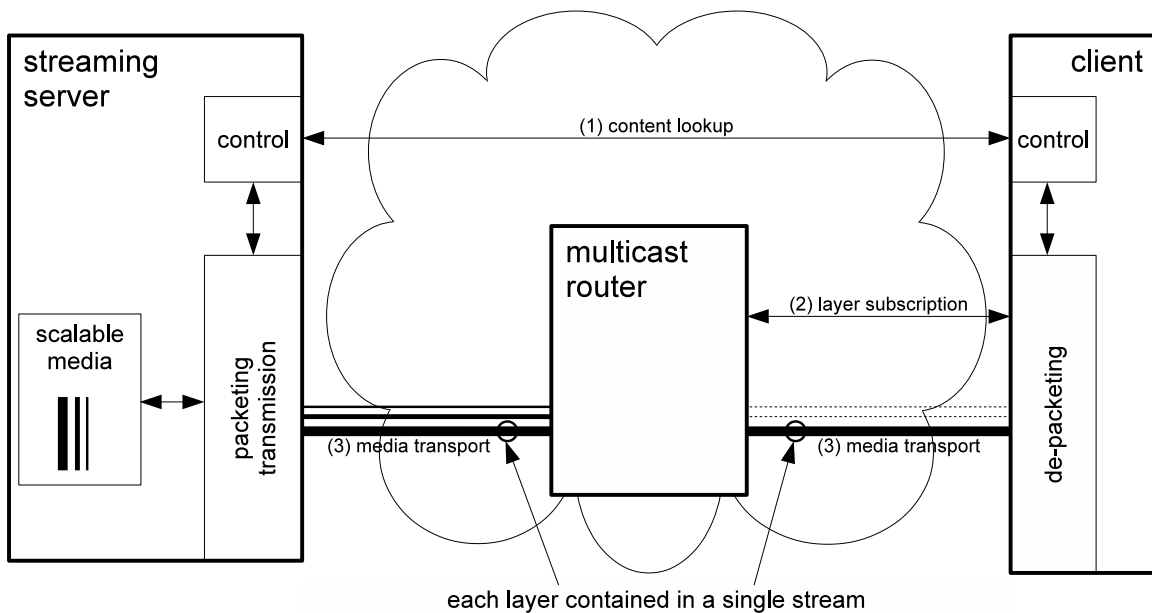 streaming
server
client
control
(1) content lookup
control
multicast
router
(2) layer subscription
scalable
media
packeting
transmission
de-packeting
(3) media transport
(3) media transport
each layer contained in a single stream